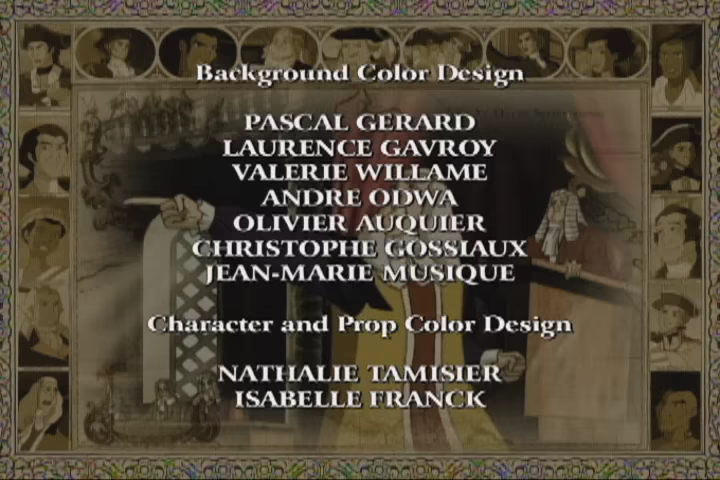 Background Color Design
PASCAL GERARD
LAURENCE GAVROY
VALERIE WILLAME
ANDRE ODWA
OLIVIER AUQUIER
CHRISTOPHE GOSSIAUX
JEAN-MARIE MUSIQUE
Character and Prop Color Design
NATHALIE TAMISIER
ISABELLE FRANCK